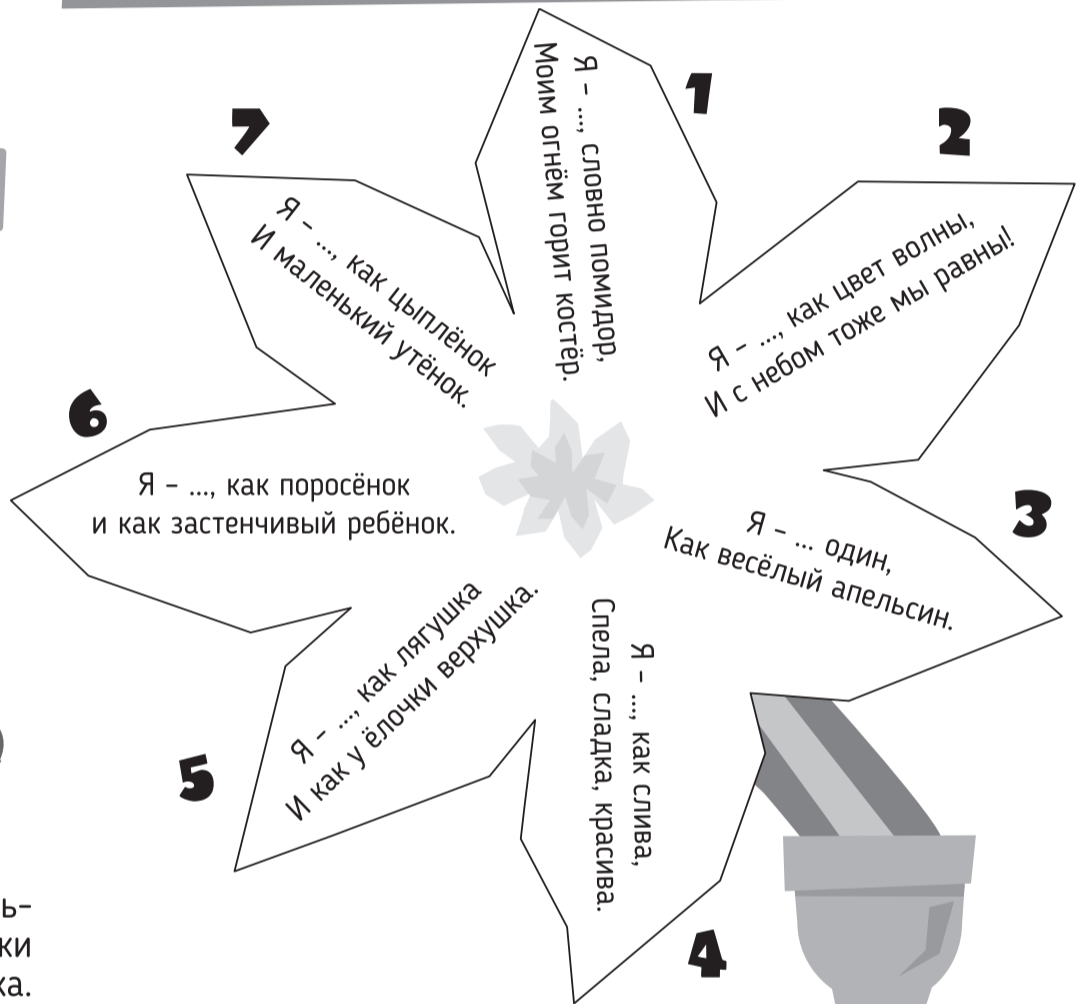 1
Я – ..., словно помидор,
Моим огнём горит костёр.
2
Я – ..., как цвет волны,
И с небом тоже мы равны!
3
Я – ... один,
Как весёлый апельсин.
4
Я – ..., как слива,
Спела, сладка, красива.
5
Я – ..., как лягушка
И как у ёлочки верхушка.
6
Я – ..., как поросёнок
и как застенчивый ребёнок.
7
Я – ..., как цыплёнок
И маленький утёнок.
ь-
ки
ка.